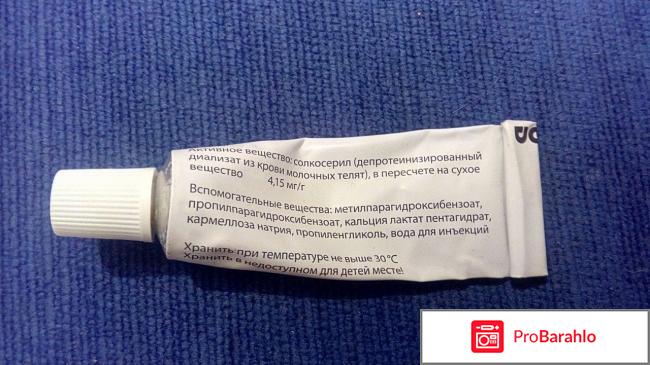 Активное вещество: солкосерил (депротеинизированный
диализат из крови молочных телят), в пересчете на сухое
вещество 4,15 мг/г
Вспомогательные вещества: метилпарагидроксибензоат,
пропилпарагидроксибензоат, кальция лактат пентагидрат,
кармеллоза натрия, пропиленгликоль, вода для инъекций
Хранить при температуре не выше 30°C
Хранить в недоступном для детей месте!
ProBarahlo